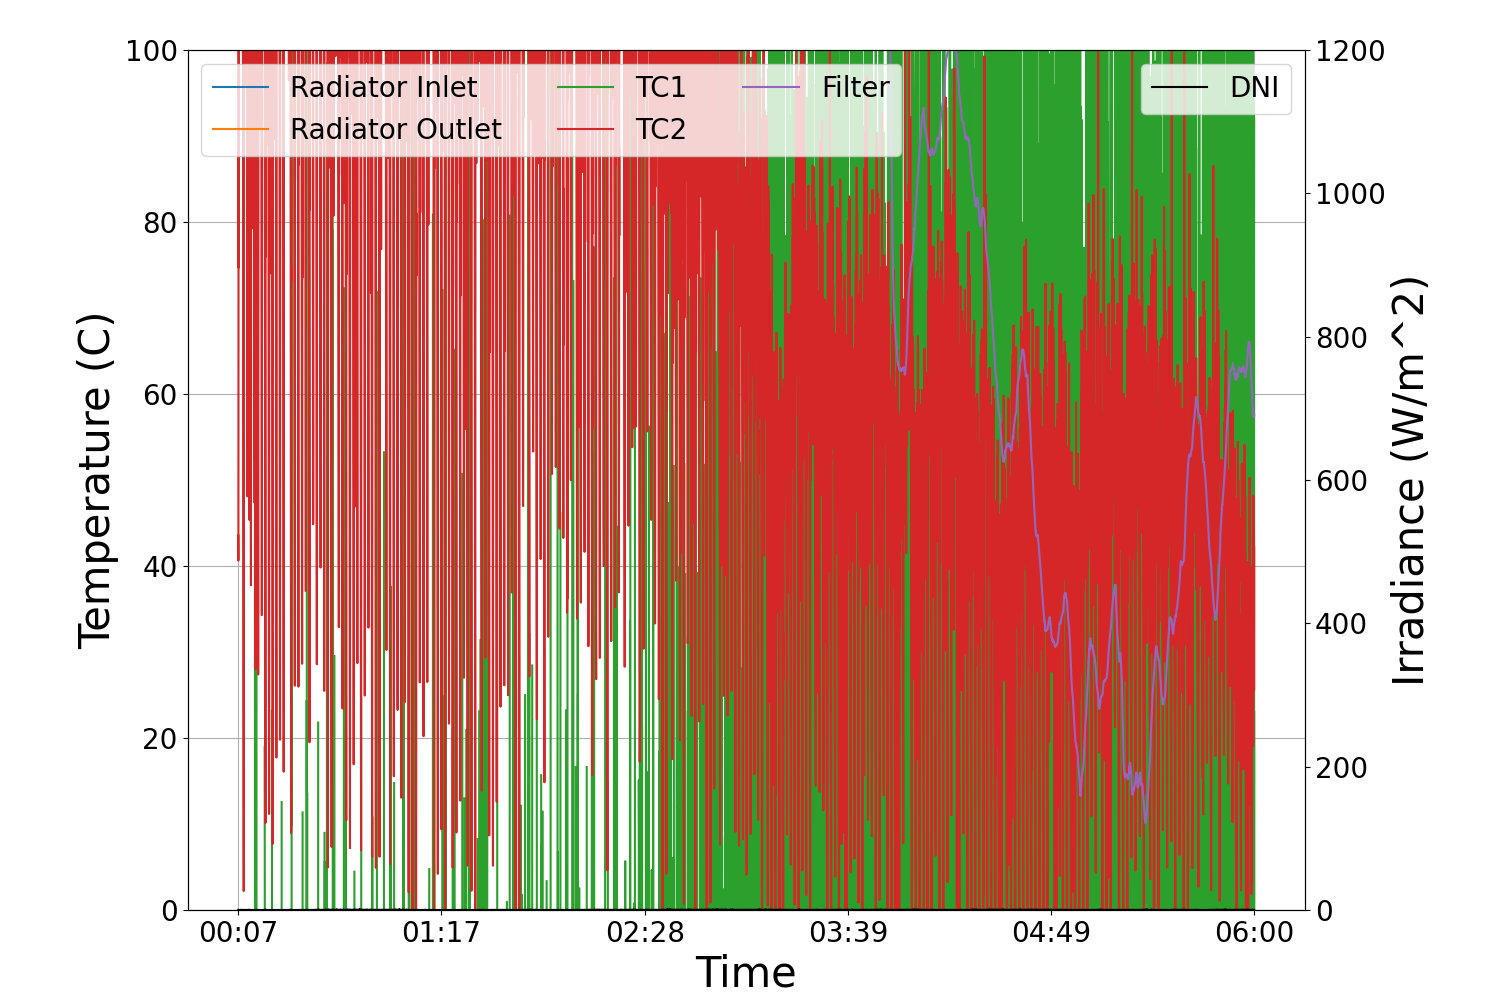 100
80
60
40
20
0
Temperature (C)
Radiator Inlet
Radiator Outlet
TC1
TC2
Filter
DNI
1200
1000
800
600
400
200
0
Irradiance (W/m^2)
00:07 01:17 02:28 03:39 04:49 06:00
Time